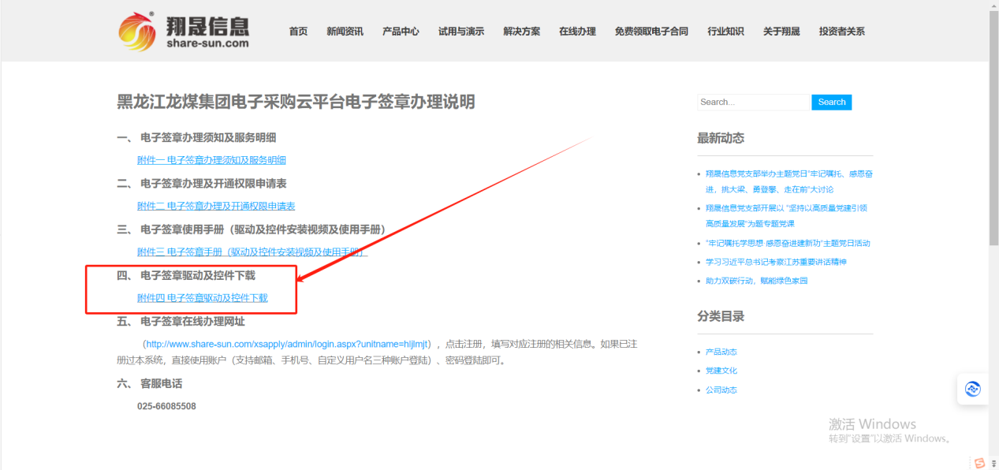 翔晟信息
share-sun.com
首页 新闻资讯 产品中心 试用与演示 解决方案 在线办理 免费领取电子合同 行业知识 关于翔晟 投资者关系
黑龙江龙煤集团电子采购云平台电子签章办理说明
一、 电子签章办理须知及服务明细
附件一 电子签章办理须知及服务明细
二、 电子签章办理及开通权限申请表
附件二 电子签章办理及开通权限申请表
三、 电子签章使用手册（驱动及控件安装视频及使用手册）
附件三 电子签章手册（驱动及控件安装视频及使用手册）
四、 电子签章驱动及控件下载
附件四 电子签章驱动及控件下载
五、 电子签章在线办理网址
（http://www.share-sun.com/xsapply/admin/login.aspx?unitname=hljlmjt），点击注册，填写对应注册的相关信息。如果已注
册过本系统，直接使用账户（支持邮箱、手机号、自定义用户名三种账户登陆）、密码登陆即可。
六、 客服电话
025-66085508
Search... Search
最新动态
翔晟信息党支部举办主题党日“牢记嘱托、感恩奋
进，挑大梁、勇登攀、走在前”大讨论
翔晟信息党支部开展以 “坚持以高质量党建引领
高质量发展”为题专题党课
“牢记嘱托学思想·感恩奋进建新功”主题党日活动
学习习近平总书记考察江苏重要讲话精神
助力双碳行动，赋能绿色家园
分类目录
产品动态
党建文化
公司动态
激活 Windows
转到“设置”以激活 Windows。